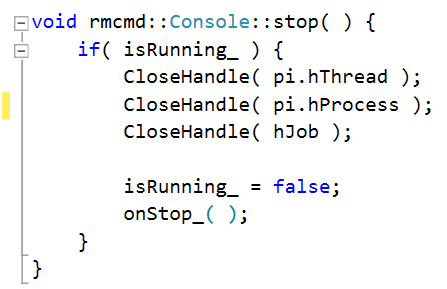 void rmcmd::Console::stop( ) {
    if( isRunning_ ) {
        CloseHandle( pi.hThread );
        CloseHandle( pi.hProcess );
        CloseHandle( hJob );

        isRunning_ = false;
        onStop_( );
    }
}